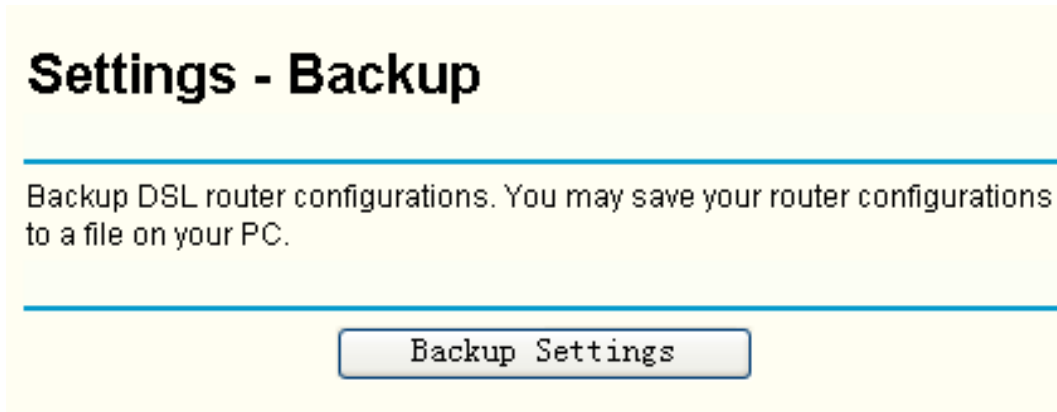 Settings - Backup
Backup DSL router configurations. You may save your router configurations
to a file on your PC.
Backup Settings